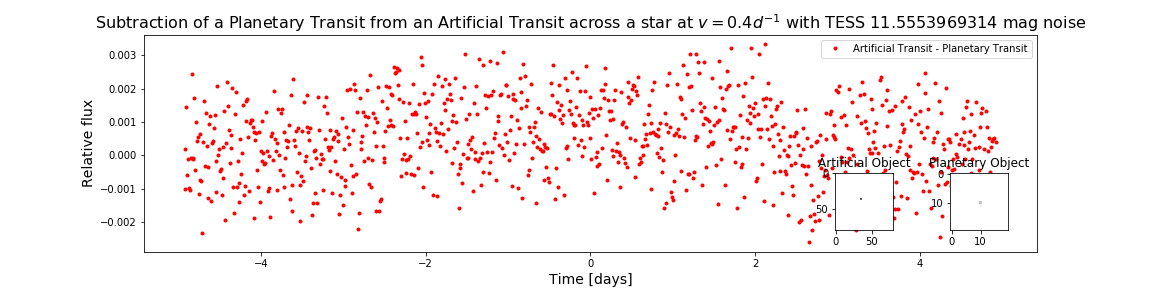 Subtraction of a Planetary Transit from an Artificial Transit across a star at v = 0.4d⁻¹ with TESS 11.5553969314 mag noise
Artificial Transit - Planetary Transit
Relative flux
0.003
0.002
0.001
0.000
−0.001
−0.002
Artificial Object
0
50
0 50
Planetary Object
0
10
0 10
−4 −2 0 2 4
Time [days]